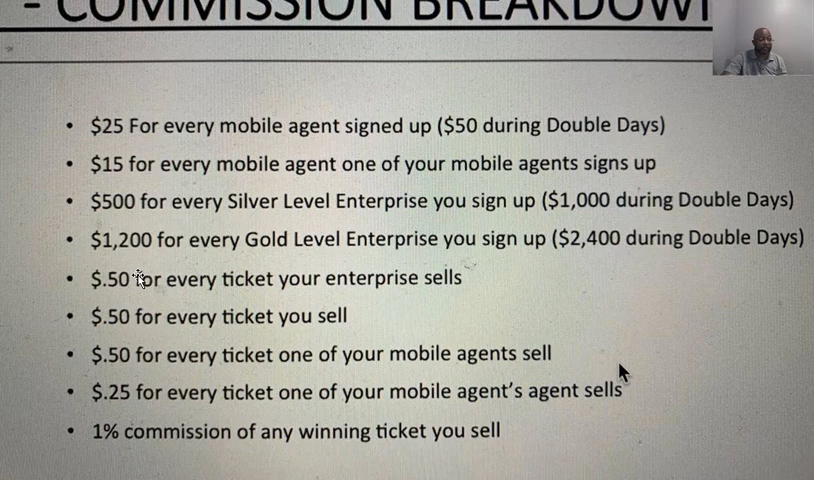 - COMMISSION BREAKDOWN
• $25 For every mobile agent signed up ($50 during Double Days)
• $15 for every mobile agent one of your mobile agents signs up
• $500 for every Silver Level Enterprise you sign up ($1,000 during Double Days)
• $1,200 for every Gold Level Enterprise you sign up ($2,400 during Double Days)
• $.50 for every ticket your enterprise sells
• $.50 for every ticket you sell
• $.50 for every ticket one of your mobile agents sell
• $.25 for every ticket one of your mobile agent's agent sells
• 1% commission of any winning ticket you sell